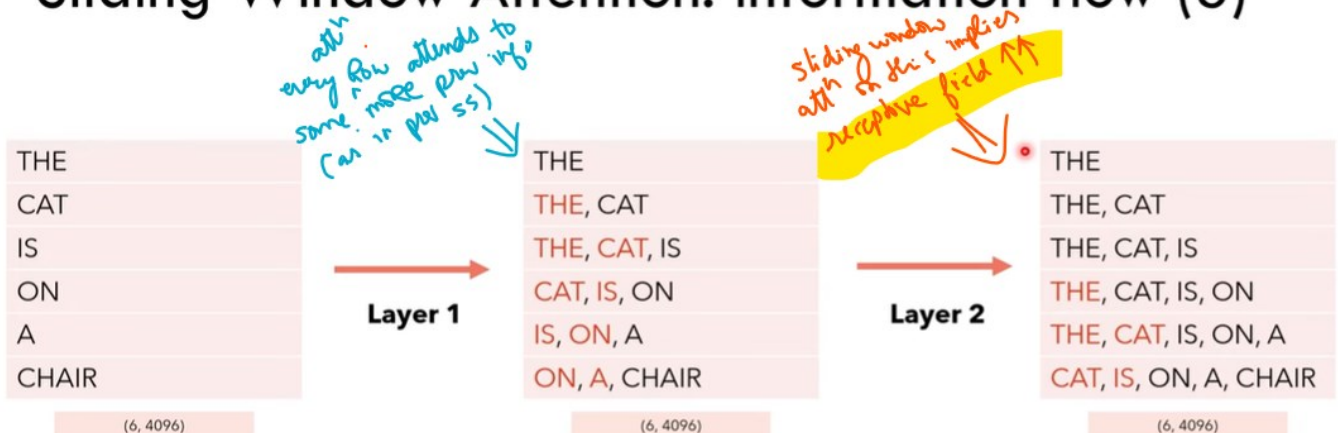 Sliding Window Attention: Information flow (3)
attⁿ
every row attends to
some more prev info
(as in prev ss)
sliding window
attⁿ on this implies
receptive field ↑↑
THE
CAT
IS
ON
A
CHAIR
(6, 4096)
Layer 1
THE
THE, CAT
THE, CAT, IS
CAT, IS, ON
IS, ON, A
ON, A, CHAIR
(6, 4096)
Layer 2
THE
THE, CAT
THE, CAT, IS
THE, CAT, IS, ON
THE, CAT, IS, ON, A
CAT, IS, ON, A, CHAIR
(6, 4096)